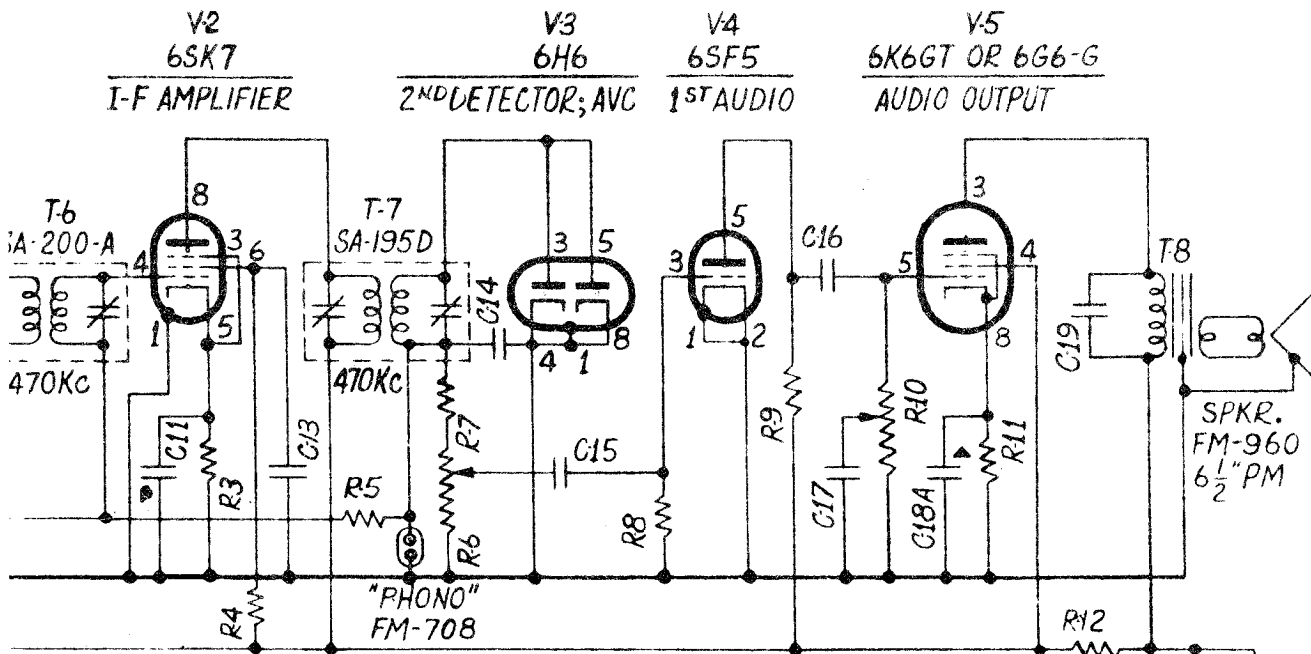 V-2
6SK7
I-F AMPLIFIER
V-3
6H6
2ND DETECTOR; AVC
V-4
6SF5
1ST AUDIO
V-5
6K6GT OR 6G6-G
AUDIO OUTPUT
T-6
SA-200-A
470KC
8
3
6
4
1
5
T-7
SA-195D
470KC
C14
3
5
4
1
8
5
3
1
2
C16
3
4
5
8
T-8
C19
C11
R3
C13
R5
R7
R6
C15
R8
R9
C17
R10
C18A
R11
SPKR.
FM-960
6 1/2" PM
R4
"PHONO"
FM-708
R12